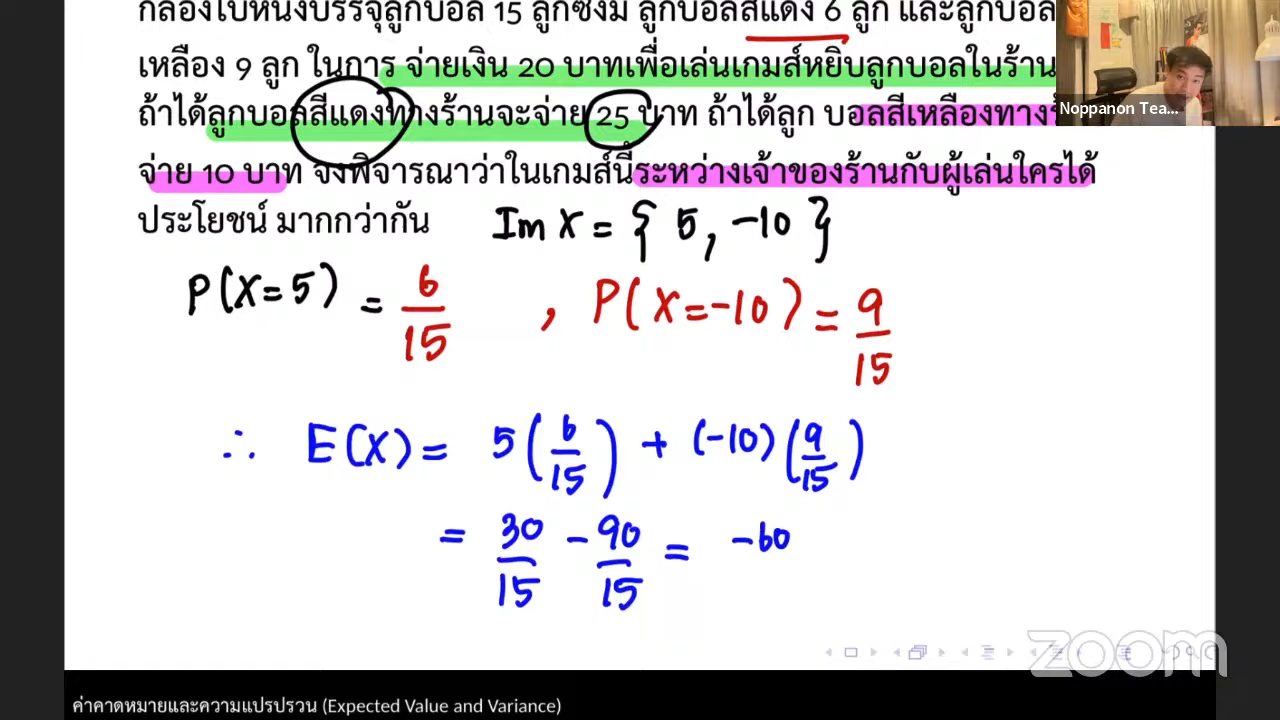 กล่องใบหนึ่งบรรจุลูกบอล 15 ลูกซึ่งมี ลูกบอลสีแดง 6 ลูก และลูกบอล
เหลือง 9 ลูก ในการ จ่ายเงิน 20 บาทเพื่อเล่นเกมส์หยิบลูกบอลในร้าน
ถ้าได้ลูกบอลสีแดงทางร้านจะจ่าย 25 บาท ถ้าได้ลูก บอลสีเหลืองทาง
Noppanon Tea...
จ่าย 10 บาท จงพิจารณาว่าในเกมส์นี้ระหว่างเจ้าของร้านกับผู้เล่นใครได้
ประโยชน์ มากกว่ากัน Im X = { 5, -10 }
P(X=5) = 6/15 , P(X=-10) = 9/15
∴ E(X) = 5(6/15) + (-10)(9/15)
= 30/15 - 90/15 = -60
zoom
ค่าคาดหมายและความแปรปรวน (Expected Value and Variance)